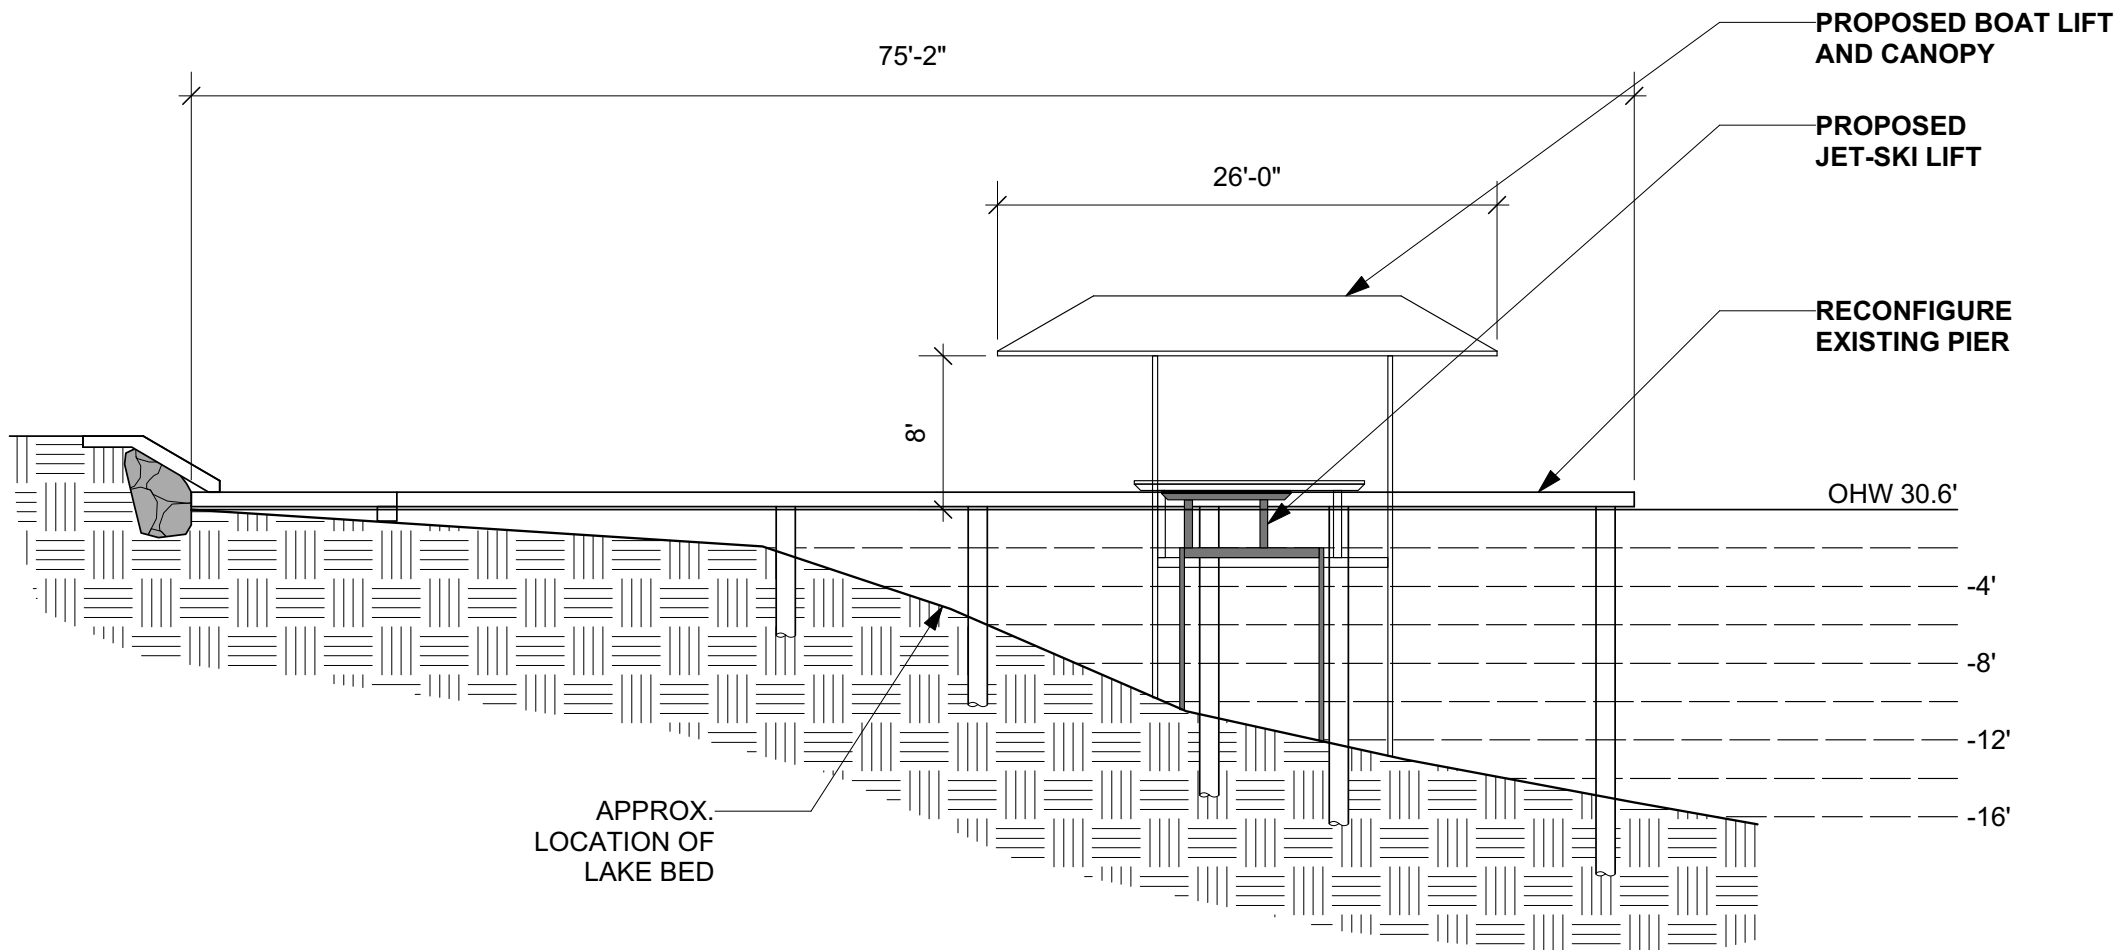 75'-2"
PROPOSED BOAT LIFT
AND CANOPY
PROPOSED
JET-SKI LIFT
26'-0"
RECONFIGURE
EXISTING PIER
8'
OHW 30.6'
-4'
-8'
-12'
-16'
APPROX.
LOCATION OF
LAKE BED